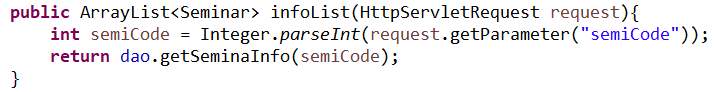 public ArrayList<Seminar> infoList(HttpServletRequest request){
int semiCode = Integer.parseInt(request.getParameter("semiCode"));
return dao.getSeminaInfo(semiCode);
}